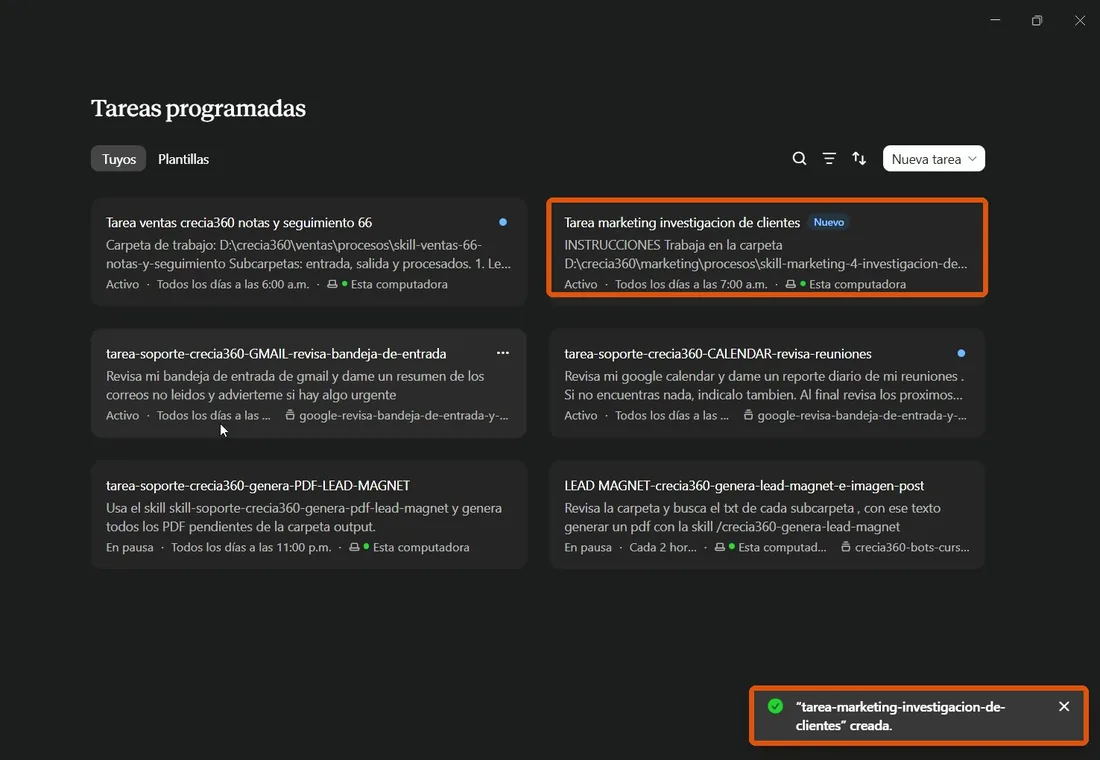 Tareas programadas
Tuyos
Plantillas
Nueva tarea
Tarea ventas crecia360 notas y seguimiento 66
Carpeta de trabajo: D:\crecia360\ventas\procesos\skill-ventas-66-
notas-y-seguimiento Subcarpetas: entrada, salida y procesados. 1. Le...
Activo · Todos los días a las 6:00 a.m. · Esta computadora
Tarea marketing investigacion de clientes Nuevo
INSTRUCCIONES Trabaja en la carpeta
D:\crecia360\marketing\procesos\skill-marketing-4-investigacion-de...
Activo · Todos los días a las 7:00 a.m. · Esta computadora
tarea-soporte-crecia360-GMAIL-revisa-bandeja-de-entrada
Revisa mi bandeja de entrada de gmail y dame un resumen de los
correos no leidos y advierteme si hay algo urgente
Activo · Todos los días a las ... google-revisa-bandeja-de-entrada-y-...
tarea-soporte-crecia360-CALENDAR-revisa-reuniones
Revisa mi google calendar y dame un reporte diario de mi reuniones .
Si no encuentras nada, indicalo tambien. Al final revisa los proximos...
Activo · Todos los días a las ... google-revisa-bandeja-de-entrada-y-...
tarea-soporte-crecia360-genera-PDF-LEAD-MAGNET
Usa el skill skill-soporte-crecia360-genera-pdf-lead-magnet y genera
todos los PDF pendientes de la carpeta output.
En pausa · Todos los días a las 11:00 p.m. · Esta computadora
LEAD MAGNET-crecia360-genera-lead-magnet-e-imagen-post
Revisa la carpeta y busca el txt de cada subcarpeta , con ese texto
generar un pdf con la skill /crecia360-genera-lead-magnet
En pausa · Cada 2 hor... · Esta computad... crecia360-bots-curs...
"tarea-marketing-investigacion-de-
clientes" creada.